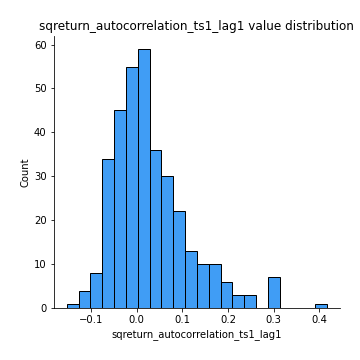 sqreturn_autocorrelation_ts1_lag1 value distribution
60
50
40
30
20
10
0
Count
−0.1 0.0 0.1 0.2 0.3 0.4
sqreturn_autocorrelation_ts1_lag1